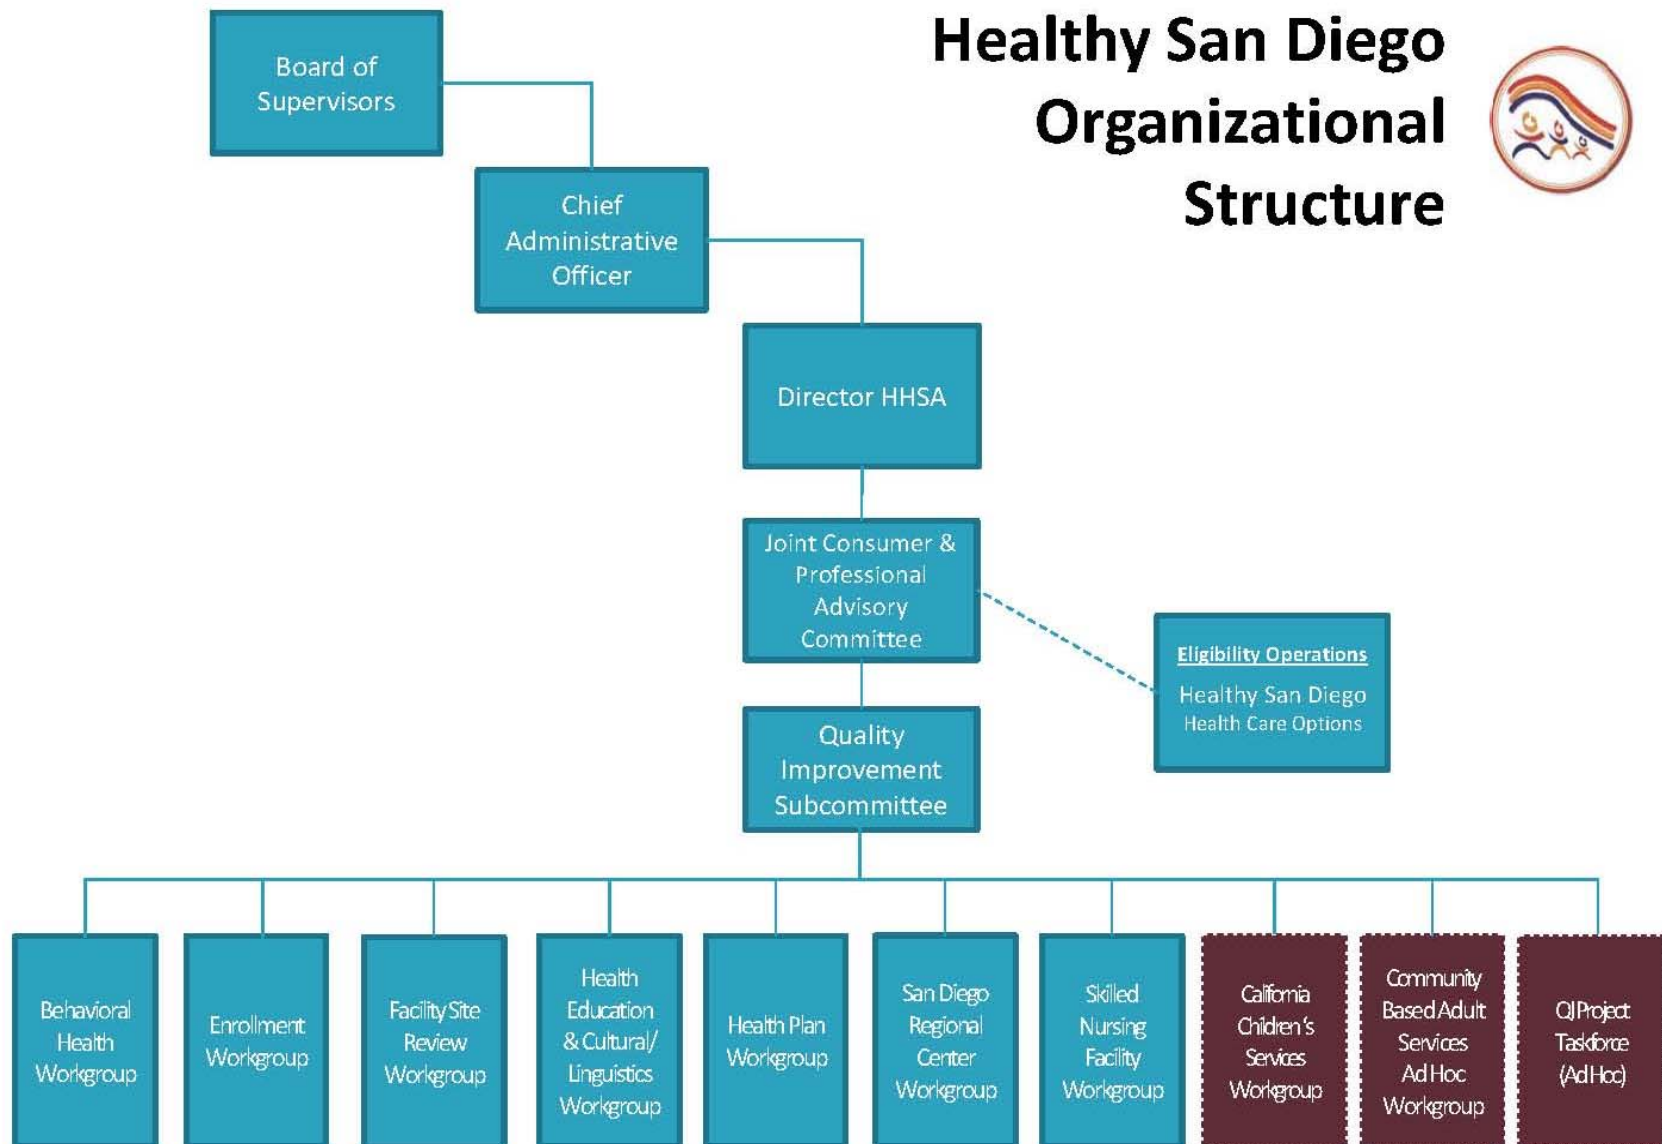 Healthy San Diego
Organizational
Structure
Board of
Supervisors
Chief
Administrative
Officer
Director HHSA
Joint Consumer &
Professional
Advisory
Committee
Eligibility Operations
Healthy San Diego
Health Care Options
Quality
Improvement
Subcommittee
Behavioral
Health
Workgroup
Enrollment
Workgroup
Facility Site
Review
Workgroup
Health
Education
& Cultural/
Linguistics
Workgroup
Health Plan
Workgroup
San Diego
Regional
Center
Workgroup
Skilled
Nursing
Facility
Workgroup
California
Children's
Services
Workgroup
Community
Based Adult
Services
Ad Hoc
Workgroup
QI Project
Taskforce
(Ad Hoc)